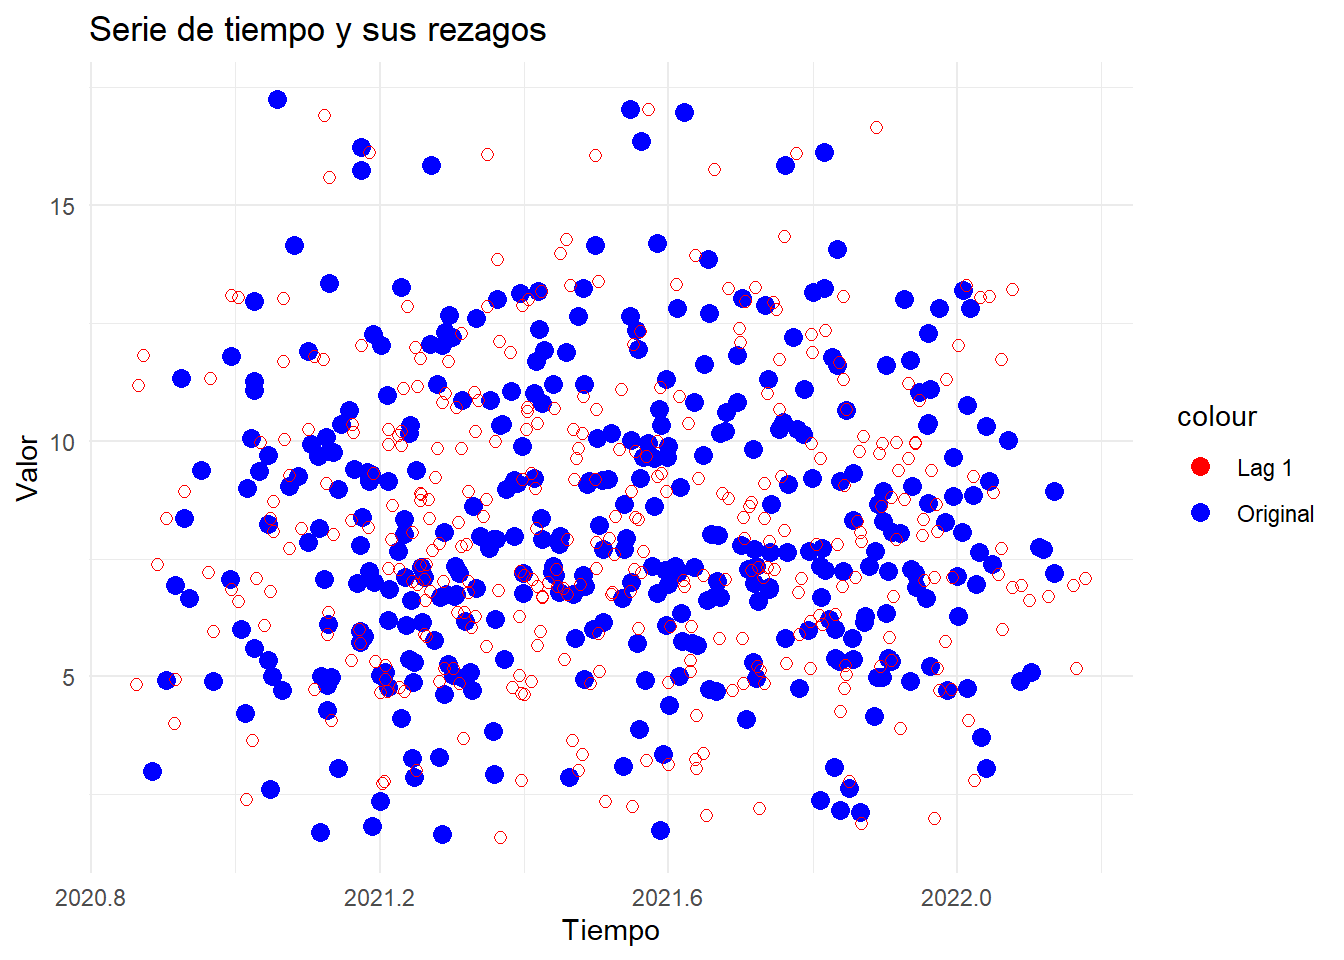 Serie de tiempo y sus rezagos
Valor
15
10
5
2020.8
2021.2
2021.6
2022.0
Tiempo
colour
Lag 1
Original